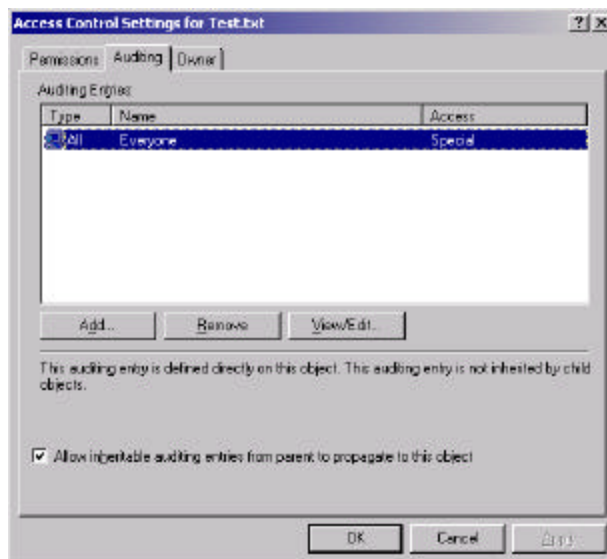 Access Control Settings for Test.txt
Permissions Auditing Owner
Auditing Entries:
Type Name Access
All Everyone Special
Add... Remove View/Edit...
This auditing entry is defined directly on this object. This auditing entry is not inherited by child
objects.
Allow inheritable auditing entries from parent to propagate to this object
OK Cancel Apply